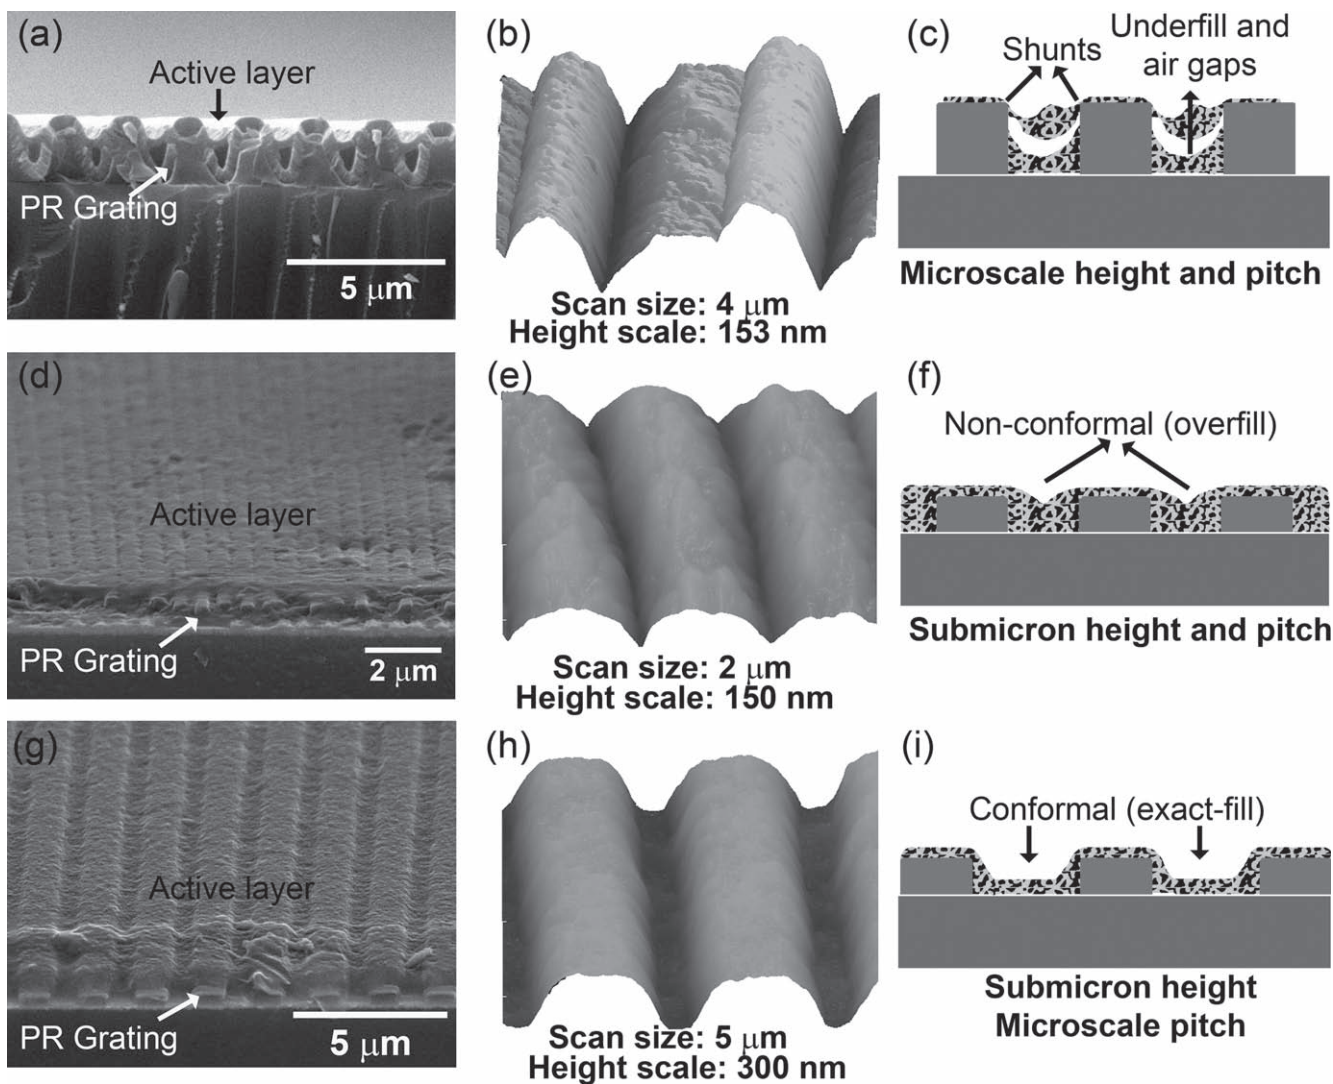 (a)
Active layer
PR Grating
5 μm
(b)
Scan size: 4 μm
Height scale: 153 nm
(c)
Shunts
Underfill and
air gaps
Microscale height and pitch
(d)
Active layer
PR Grating
2 μm
(e)
Scan size: 2 μm
Height scale: 150 nm
(f)
Non-conformal (overfill)
Submicron height and pitch
(g)
Active layer
PR Grating
5 μm
(h)
Scan size: 5 μm
Height scale: 300 nm
(i)
Conformal (exact-fill)
Submicron height
Microscale pitch